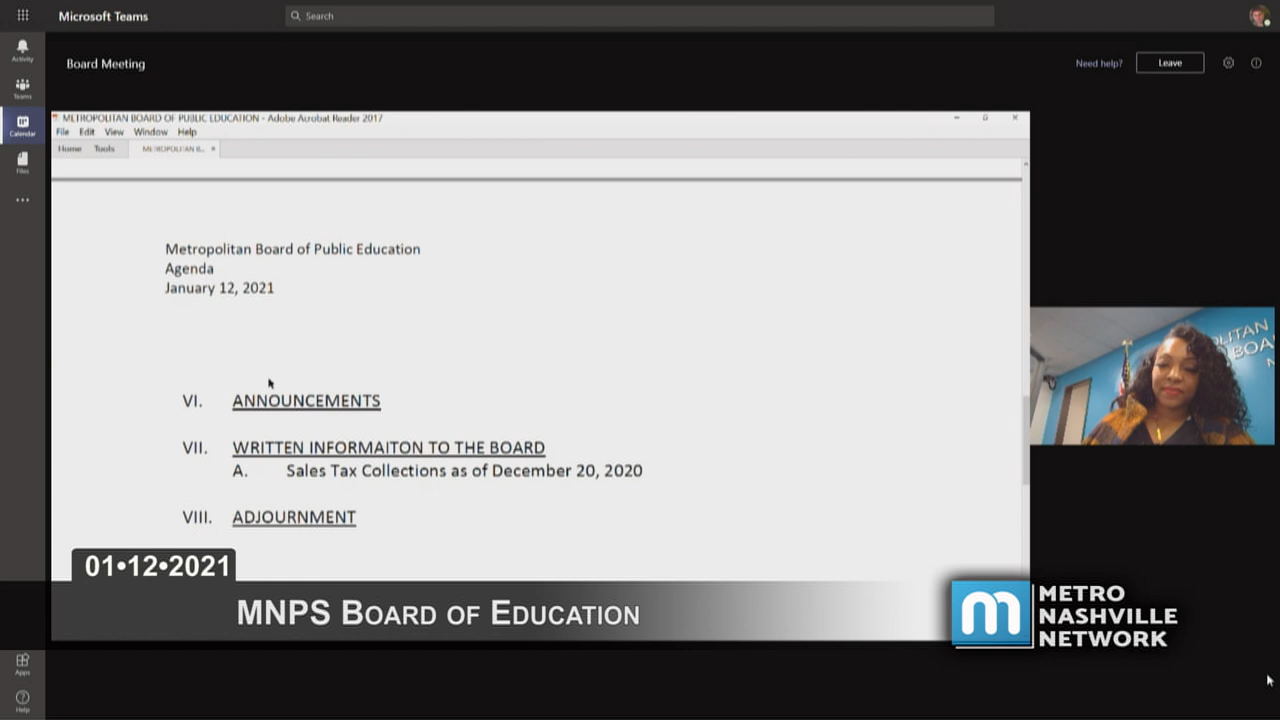 Microsoft Teams
Search
Activity
Board Meeting
Need help?
Leave
Teams
METROPOLITAN BOARD OF PUBLIC EDUCATION - Adobe Acrobat Reader 2017
Calendar
File Edit View Window Help
Home Tools METROPOLITAN B...
Files
Metropolitan Board of Public Education
Agenda
January 12, 2021
VI. ANNOUNCEMENTS
VII. WRITTEN INFORMAITON TO THE BOARD
A. Sales Tax Collections as of December 20, 2020
VIII. ADJOURNMENT
01•12•2021
MNPS BOARD OF EDUCATION
METRO
NASHVILLE
NETWORK
Apps
Help